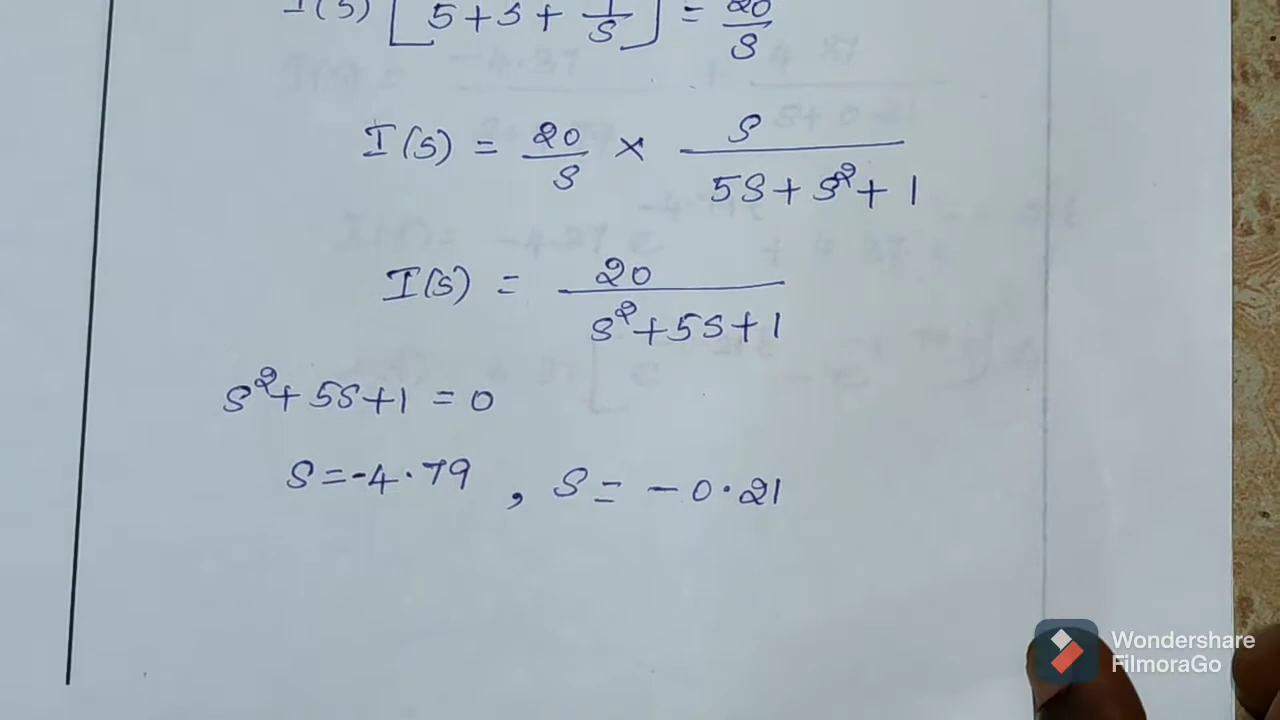 I(S) [ 5 + S + 1/S ] = 20/S
I(S) = 20/S × S/(5S + S² + 1)
I(S) = 20/(S² + 5S + 1)
S² + 5S + 1 = 0
S = -4.79 , S = -0.21
Wondershare
FilmoraGo